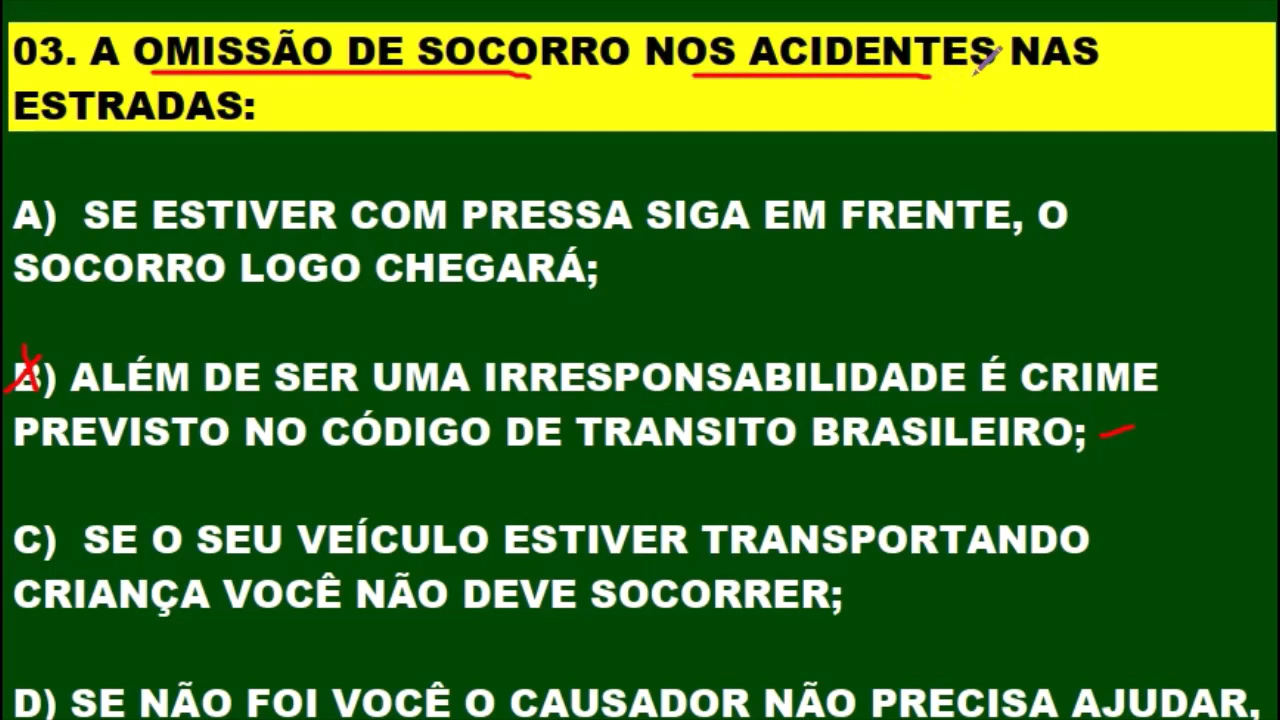 03. A OMISSÃO DE SOCORRO NOS ACIDENTES NAS
ESTRADAS:
A) SE ESTIVER COM PRESSA SIGA EM FRENTE, O
SOCORRO LOGO CHEGARÁ;
B) ALÉM DE SER UMA IRRESPONSABILIDADE É CRIME
PREVISTO NO CÓDIGO DE TRANSITO BRASILEIRO;
C) SE O SEU VEÍCULO ESTIVER TRANSPORTANDO
CRIANÇA VOCÊ NÃO DEVE SOCORRER;
D) SE NÃO FOI VOCÊ O CAUSADOR NÃO PRECISA AJUDAR,